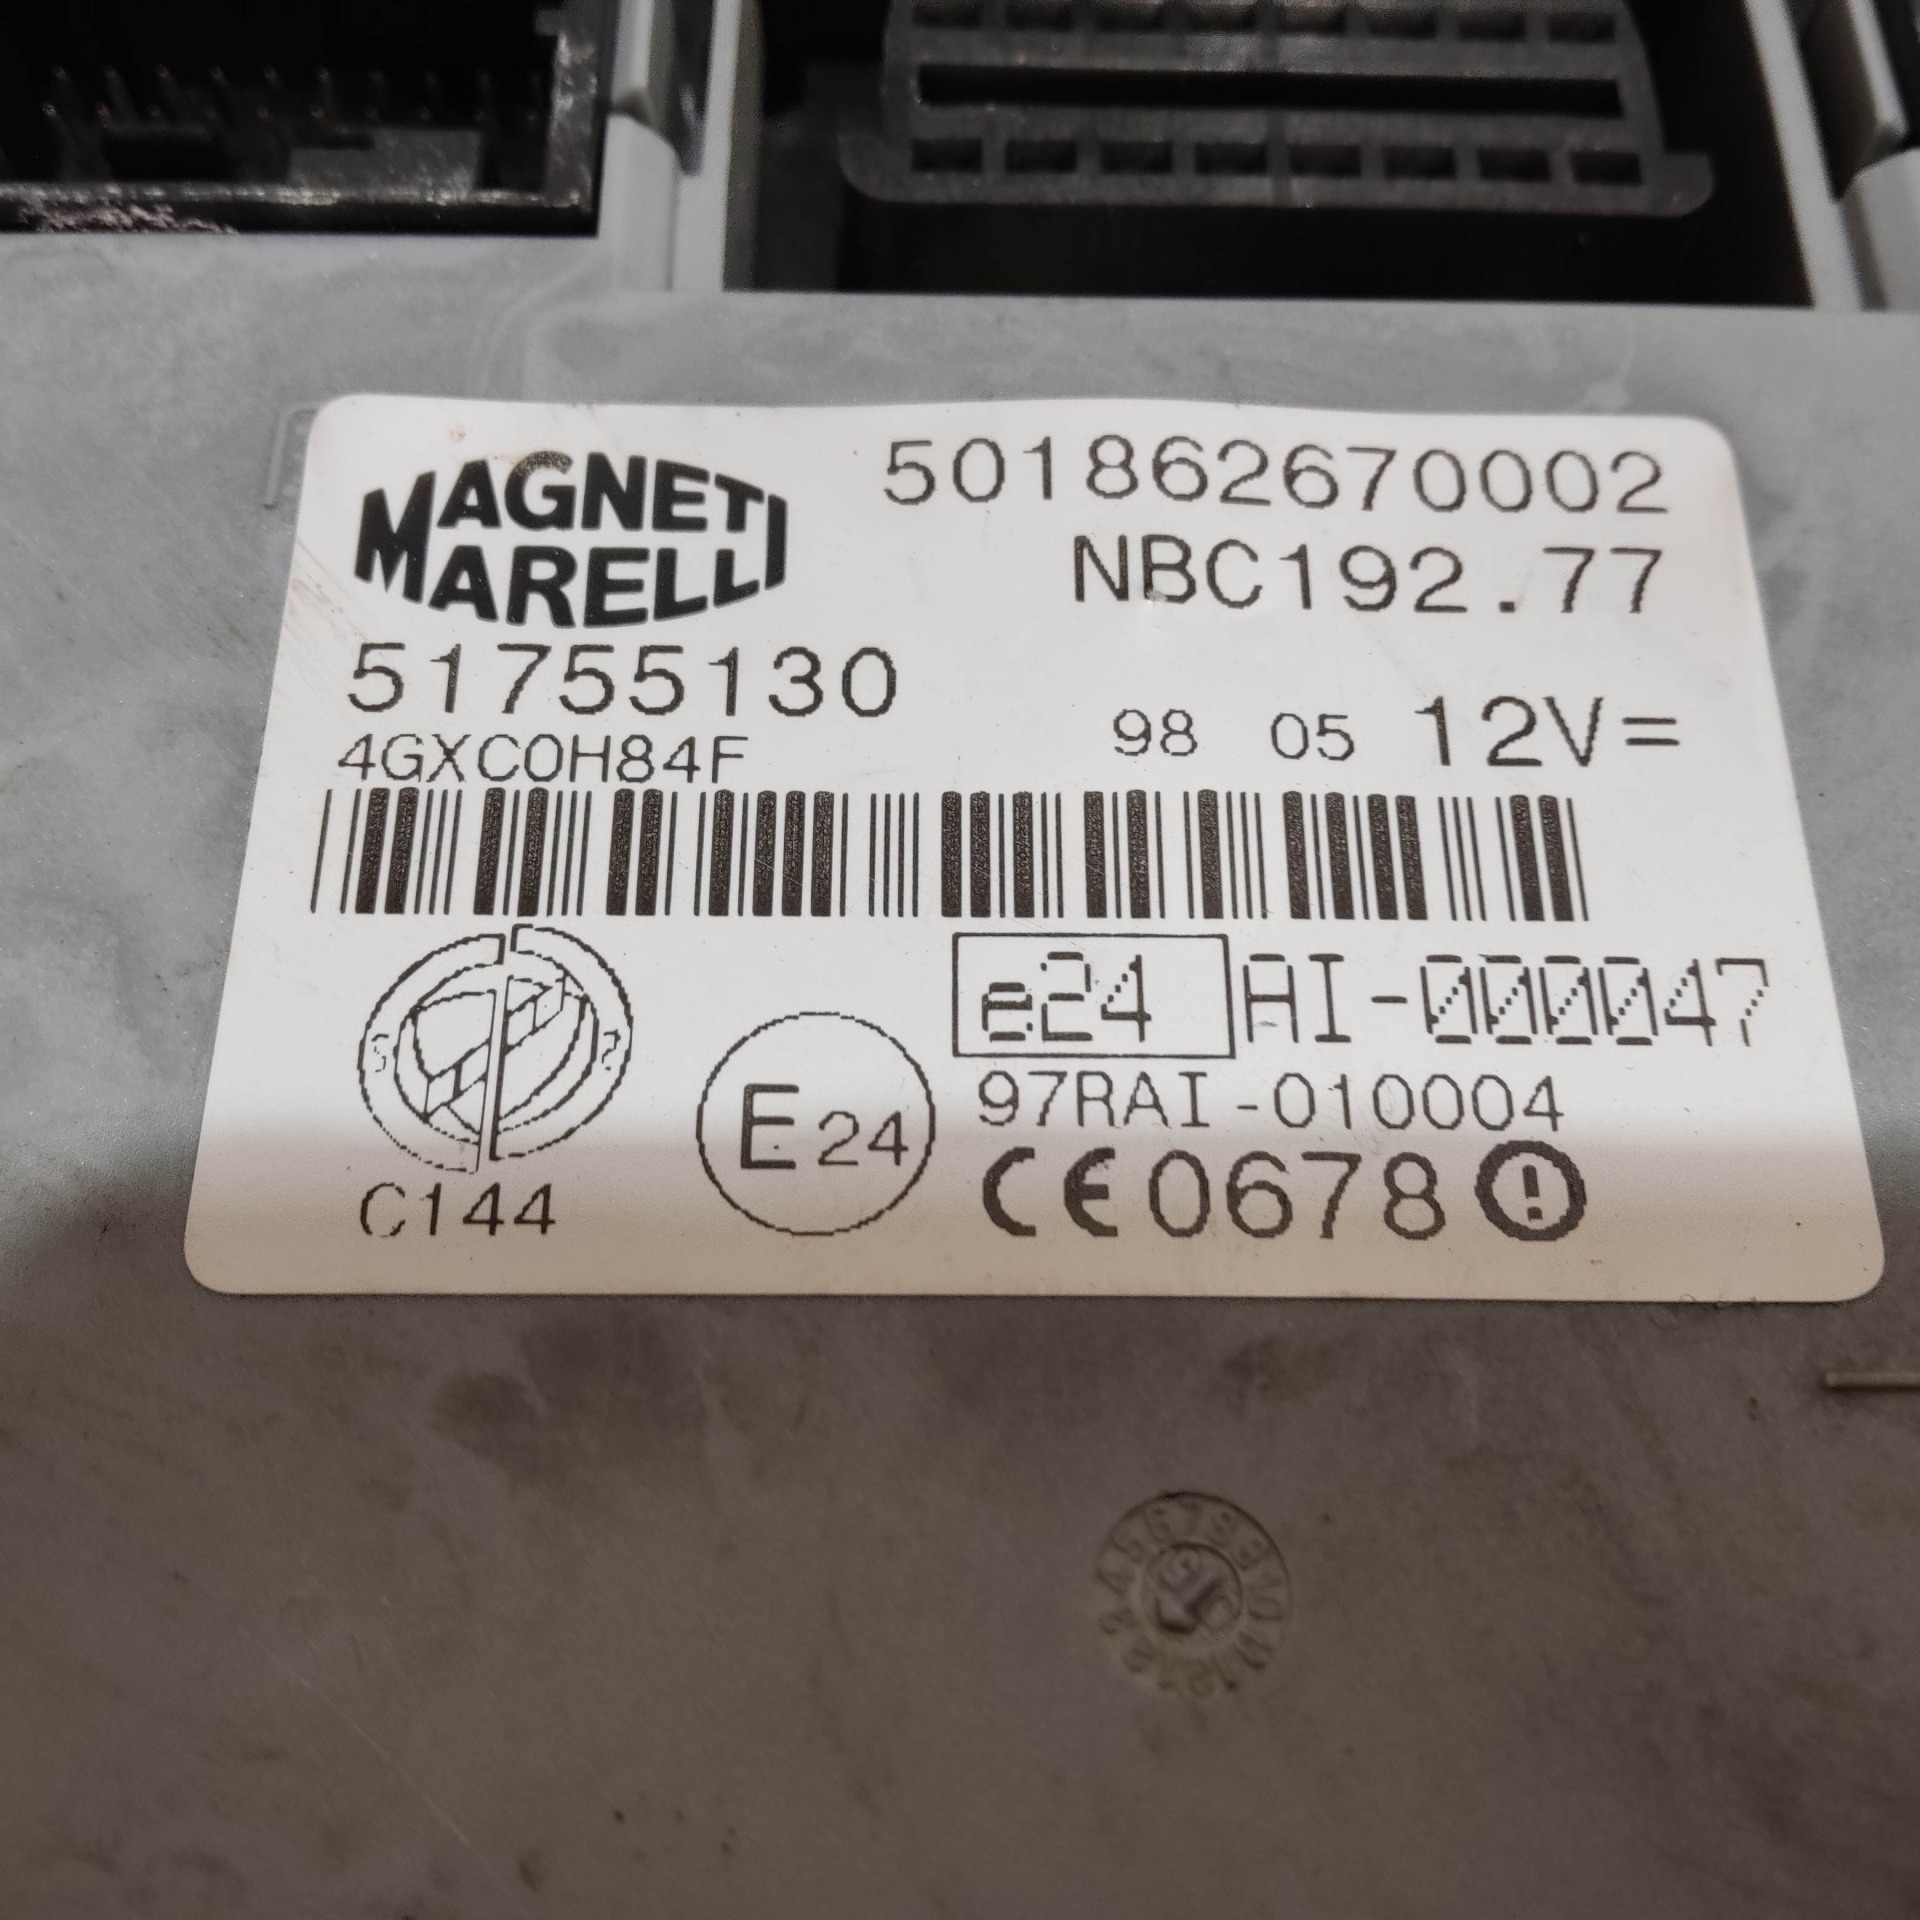 MAGNETI
MARELLI
501862670002
NBC192.77
51755130
98 05 12V=
4GXC0H84F
e24 AI-000047
E24
97RAI-010004
CE0678
C144